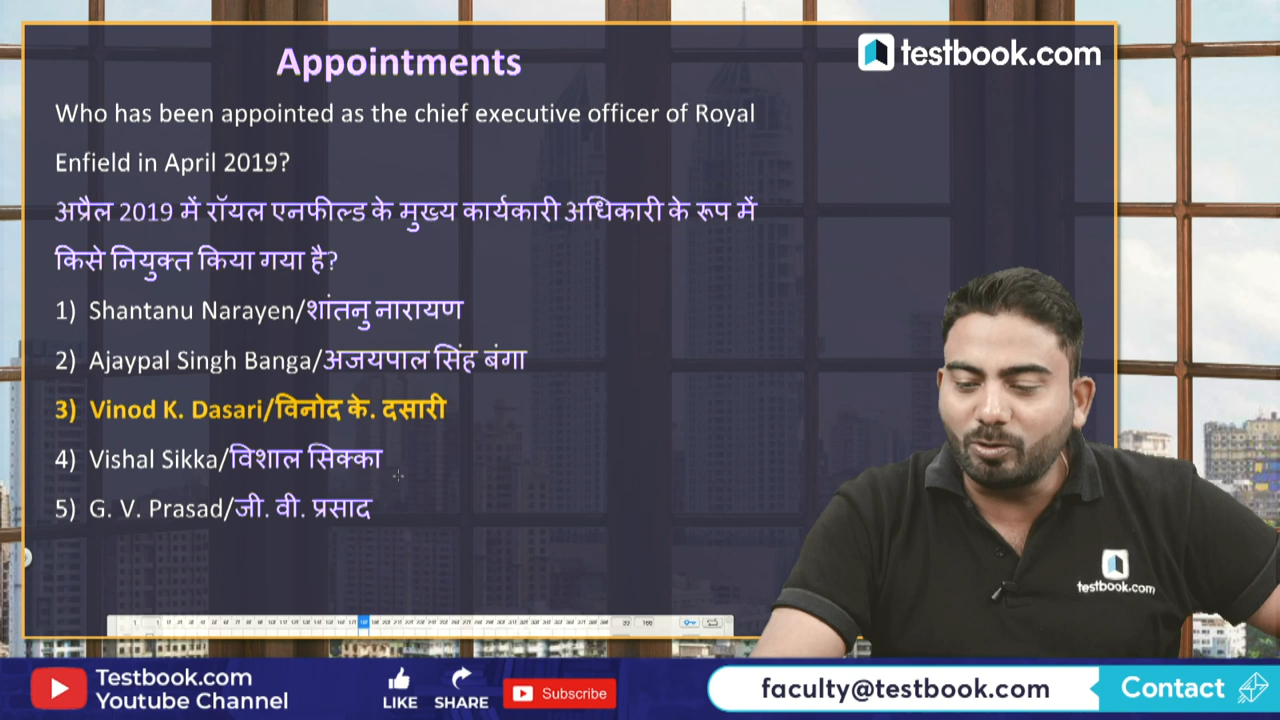 Appointments
testbook.com
Who has been appointed as the chief executive officer of Royal
Enfield in April 2019?
अप्रैल 2019 में रॉयल एनफील्ड के मुख्य कार्यकारी अधिकारी के रूप में
किसे नियुक्त किया गया है?
1) Shantanu Narayen/शांतनु नारायण
2) Ajaypal Singh Banga/अजयपाल सिंह बंगा
3) Vinod K. Dasari/विनोद के. दसारी
4) Vishal Sikka/विशाल सिक्का
5) G. V. Prasad/जी. वी. प्रसाद
testbook.com
Testbook.com
Youtube Channel
LIKE
SHARE
Subscribe
faculty@testbook.com
Contact